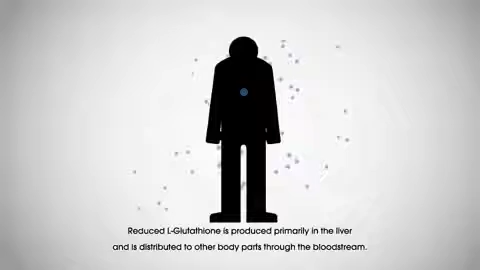 Reduced L-Glutathione is produced primarily in the liver
and is distributed to other body parts through the bloodstream.